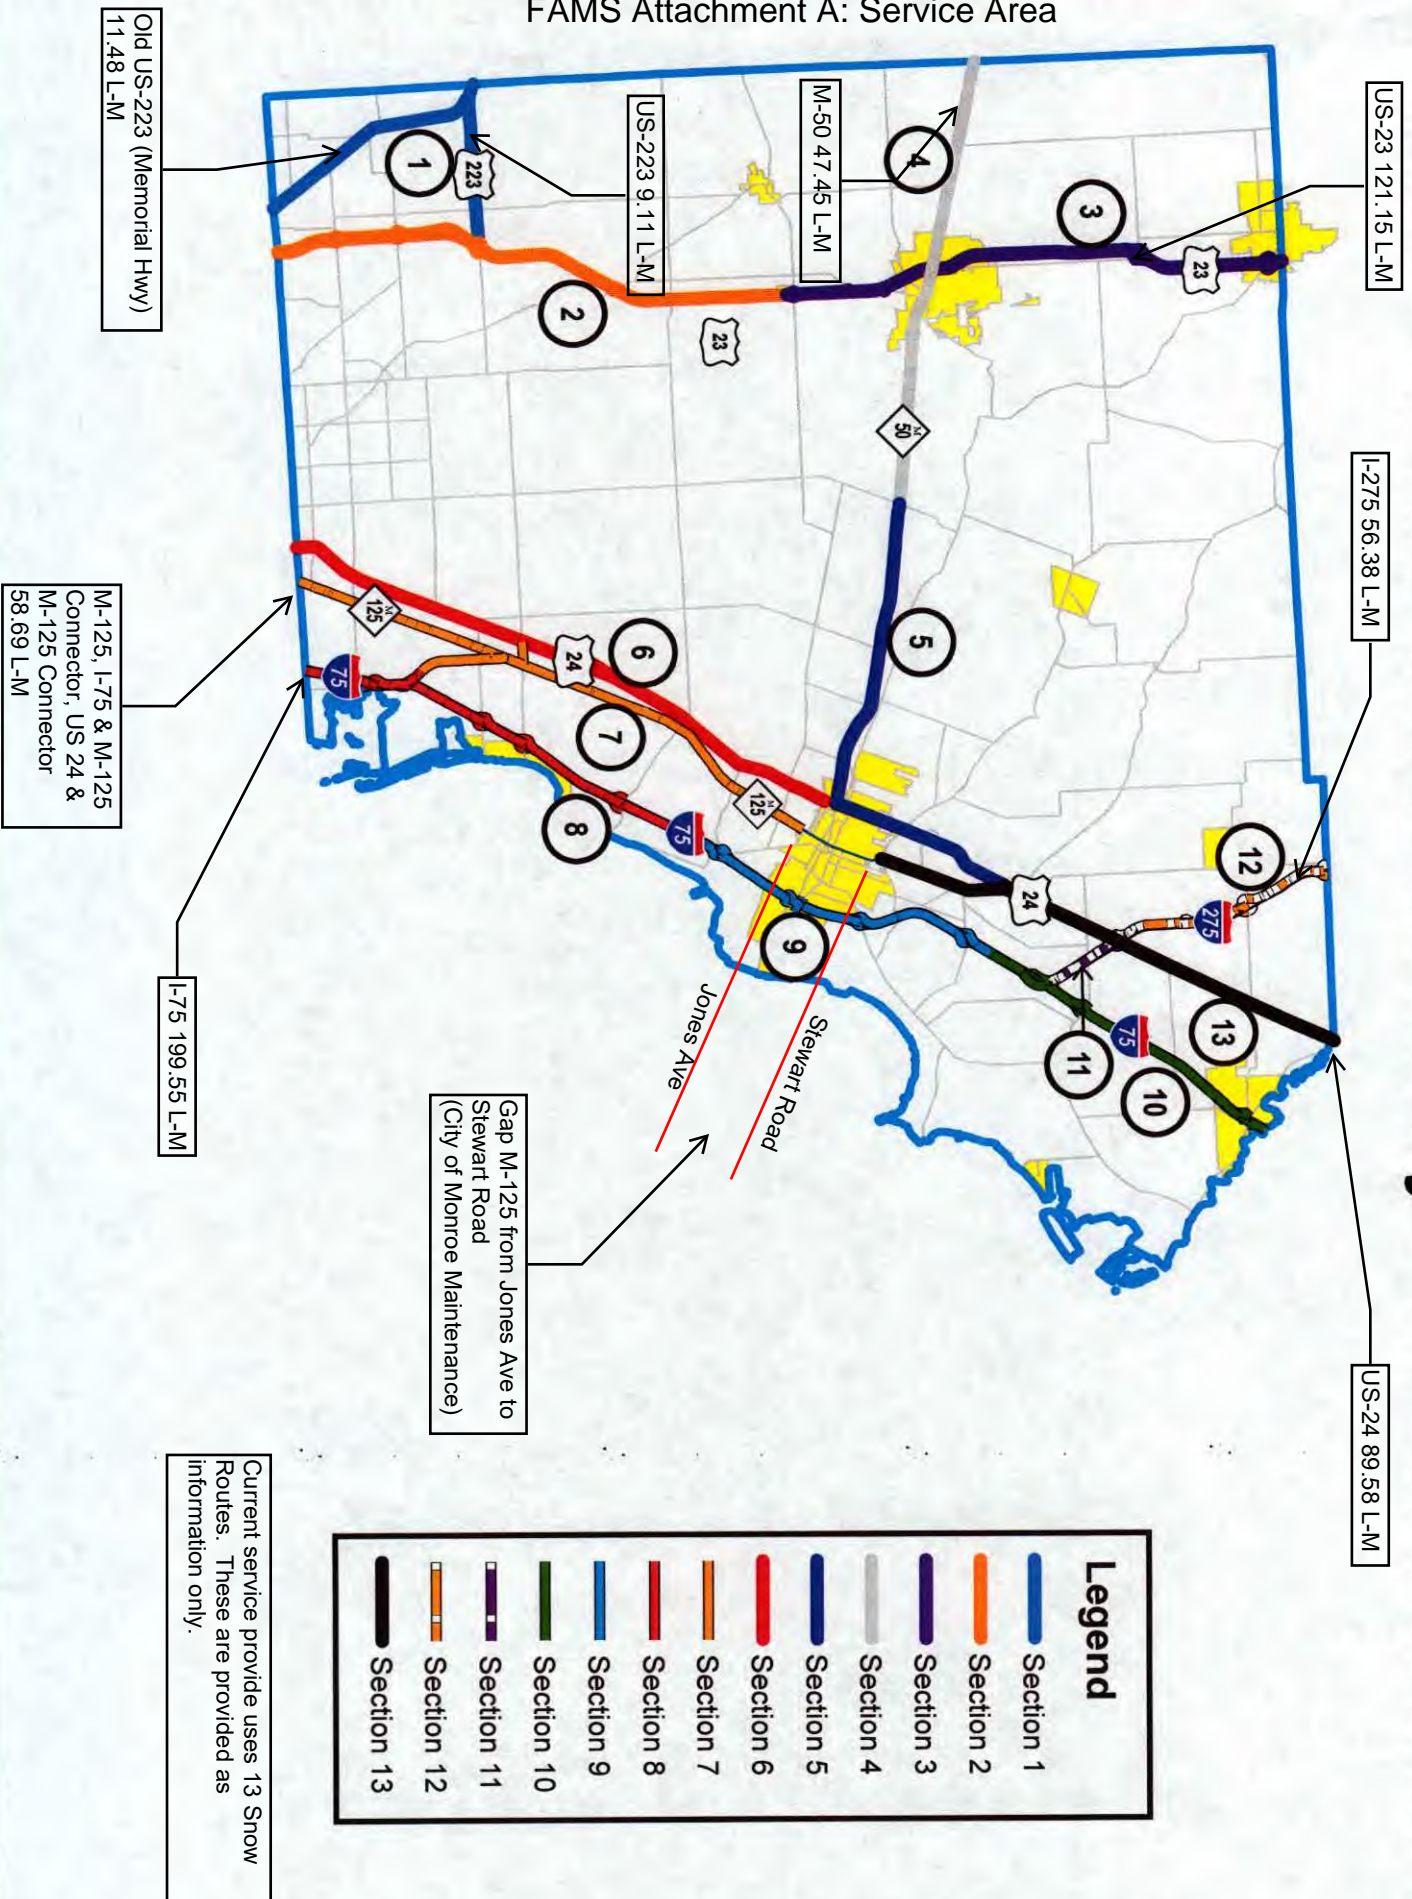 FAMS Attachment A: Service Area
Old US-223 (Memorial Hwy)
11.48 L-M
US-223 9.11 L-M
M-50 47.45 L-M
US-23 121.15 L-M
I-275 56.38 L-M
US-24 89.58 L-M
M-125, I-75 & M-125
Connector, US 24 &
M-125 Connector
58.69 L-M
I-75 199.55 L-M
Gap M-125 from Jones Ave to
Stewart Road
(City of Monroe Maintenance)
Jones Ave
Stewart Road
1
223
2
23
3
23
4
M
50
5
6
24
M
125
7
M
125
75
8
75
9
24
275
12
11
75
10
13
Legend
Section 1
Section 2
Section 3
Section 4
Section 5
Section 6
Section 7
Section 8
Section 9
Section 10
Section 11
Section 12
Section 13
Current service provide uses 13 Snow
Routes. These are provided as
information only.